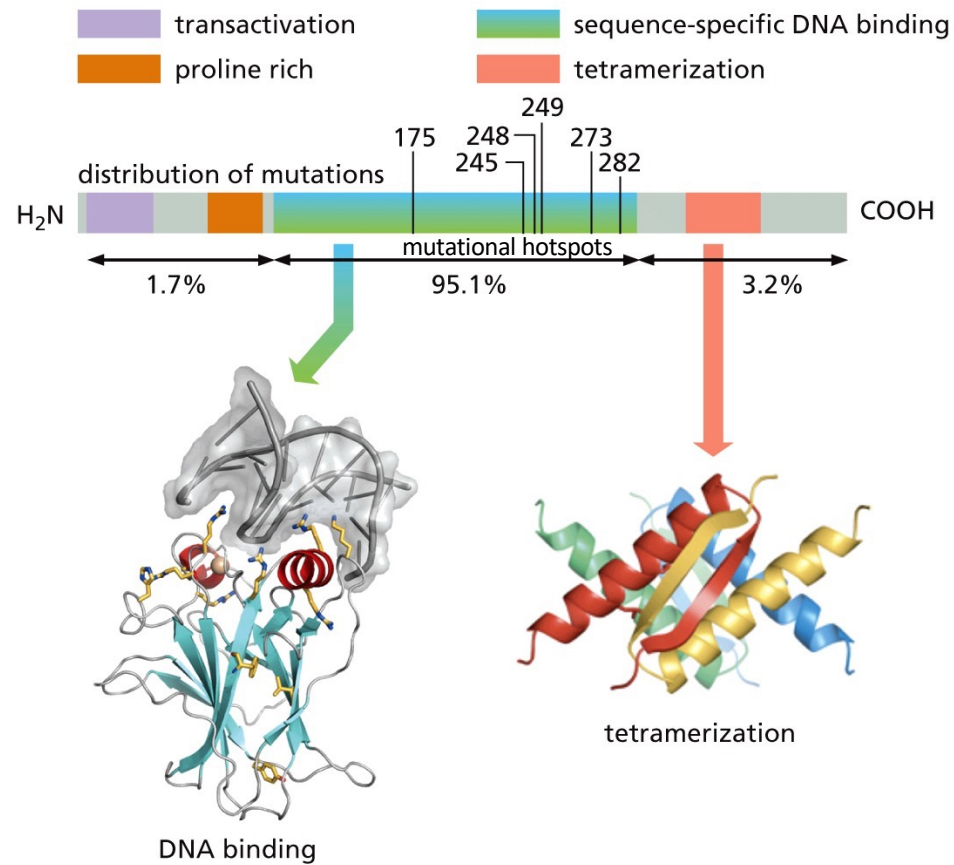 transactivation
sequence-specific DNA binding
proline rich
tetramerization
249
175
248
273
245
282
distribution of mutations
H₂N
COOH
mutational hotspots
1.7%
95.1%
3.2%
tetramerization
DNA binding